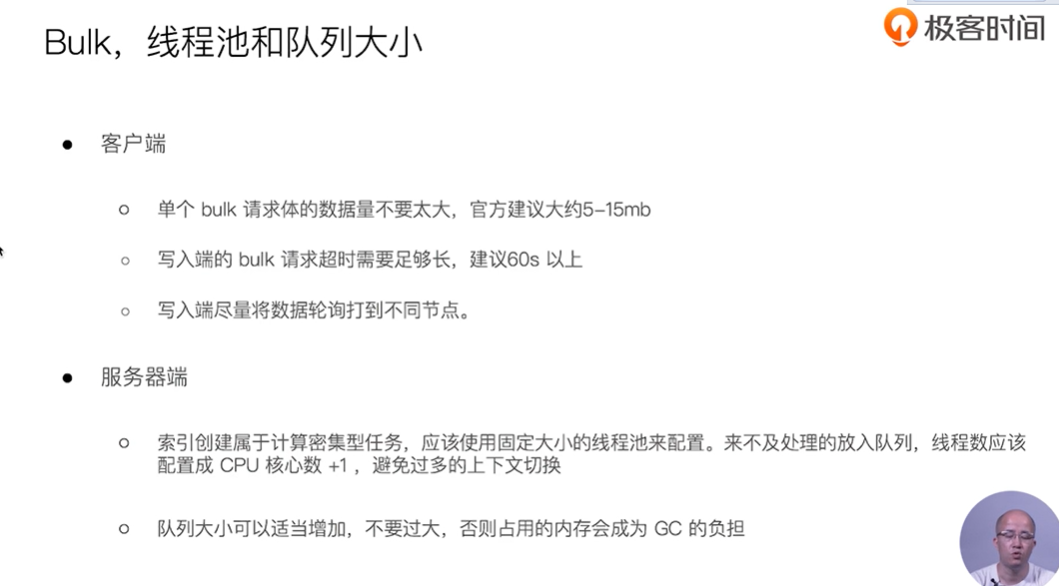 Bulk，线程池和队列大小
极客时间
客户端
单个 bulk 请求体的数据量不要太大，官方建议大约5-15mb
写入端的 bulk 请求超时需要足够长，建议60s 以上
写入端尽量将数据轮询打到不同节点。
服务器端
索引创建属于计算密集型任务，应该使用固定大小的线程池来配置。来不及处理的放入队列，线程数应该
配置成 CPU 核心数 +1 ，避免过多的上下文切换
队列大小可以适当增加，不要过大，否则占用的内存会成为 GC 的负担